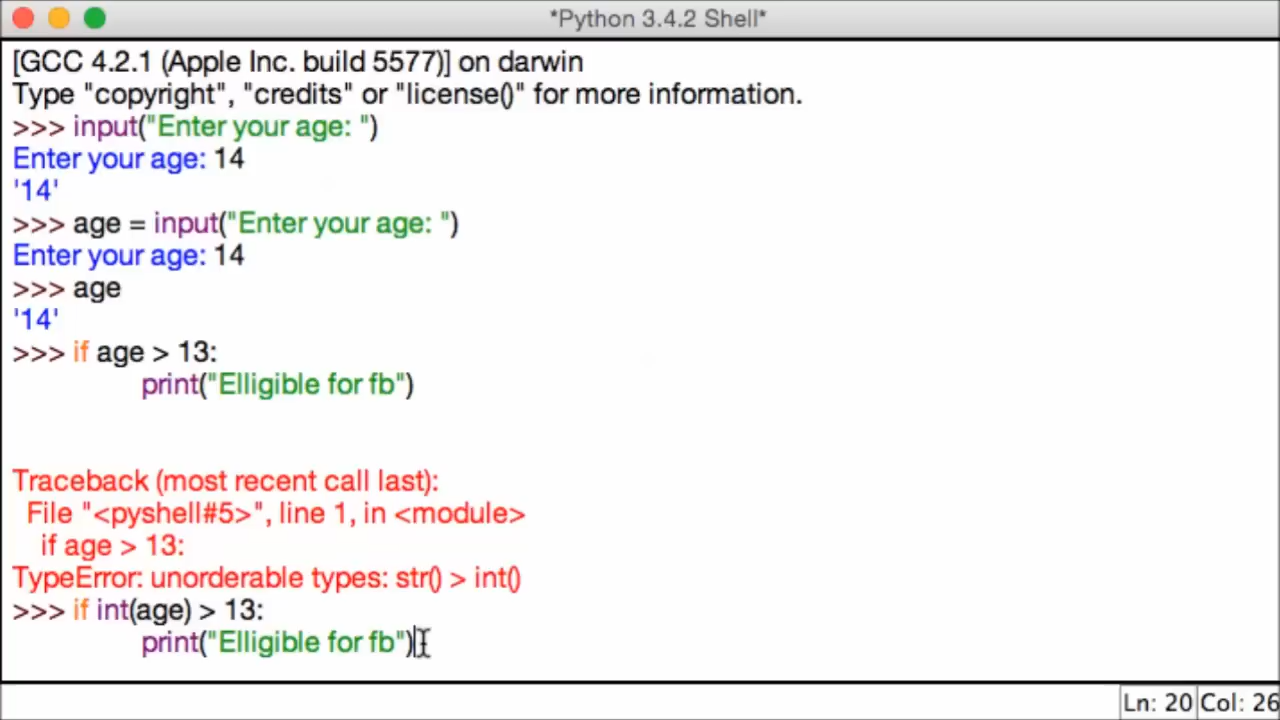 *Python 3.4.2 Shell*
[GCC 4.2.1 (Apple Inc. build 5577)] on darwin
Type "copyright", "credits" or "license()" for more information.
>>> input("Enter your age: ")
Enter your age: 14
'14'
>>> age = input("Enter your age: ")
Enter your age: 14
>>> age
'14'
>>> if age > 13:
print("Elligible for fb")
Traceback (most recent call last):
File "<pyshell#5>", line 1, in <module>
if age > 13:
TypeError: unorderable types: str() > int()
>>> if int(age) > 13:
print("Elligible for fb")
Ln: 20 Col: 26